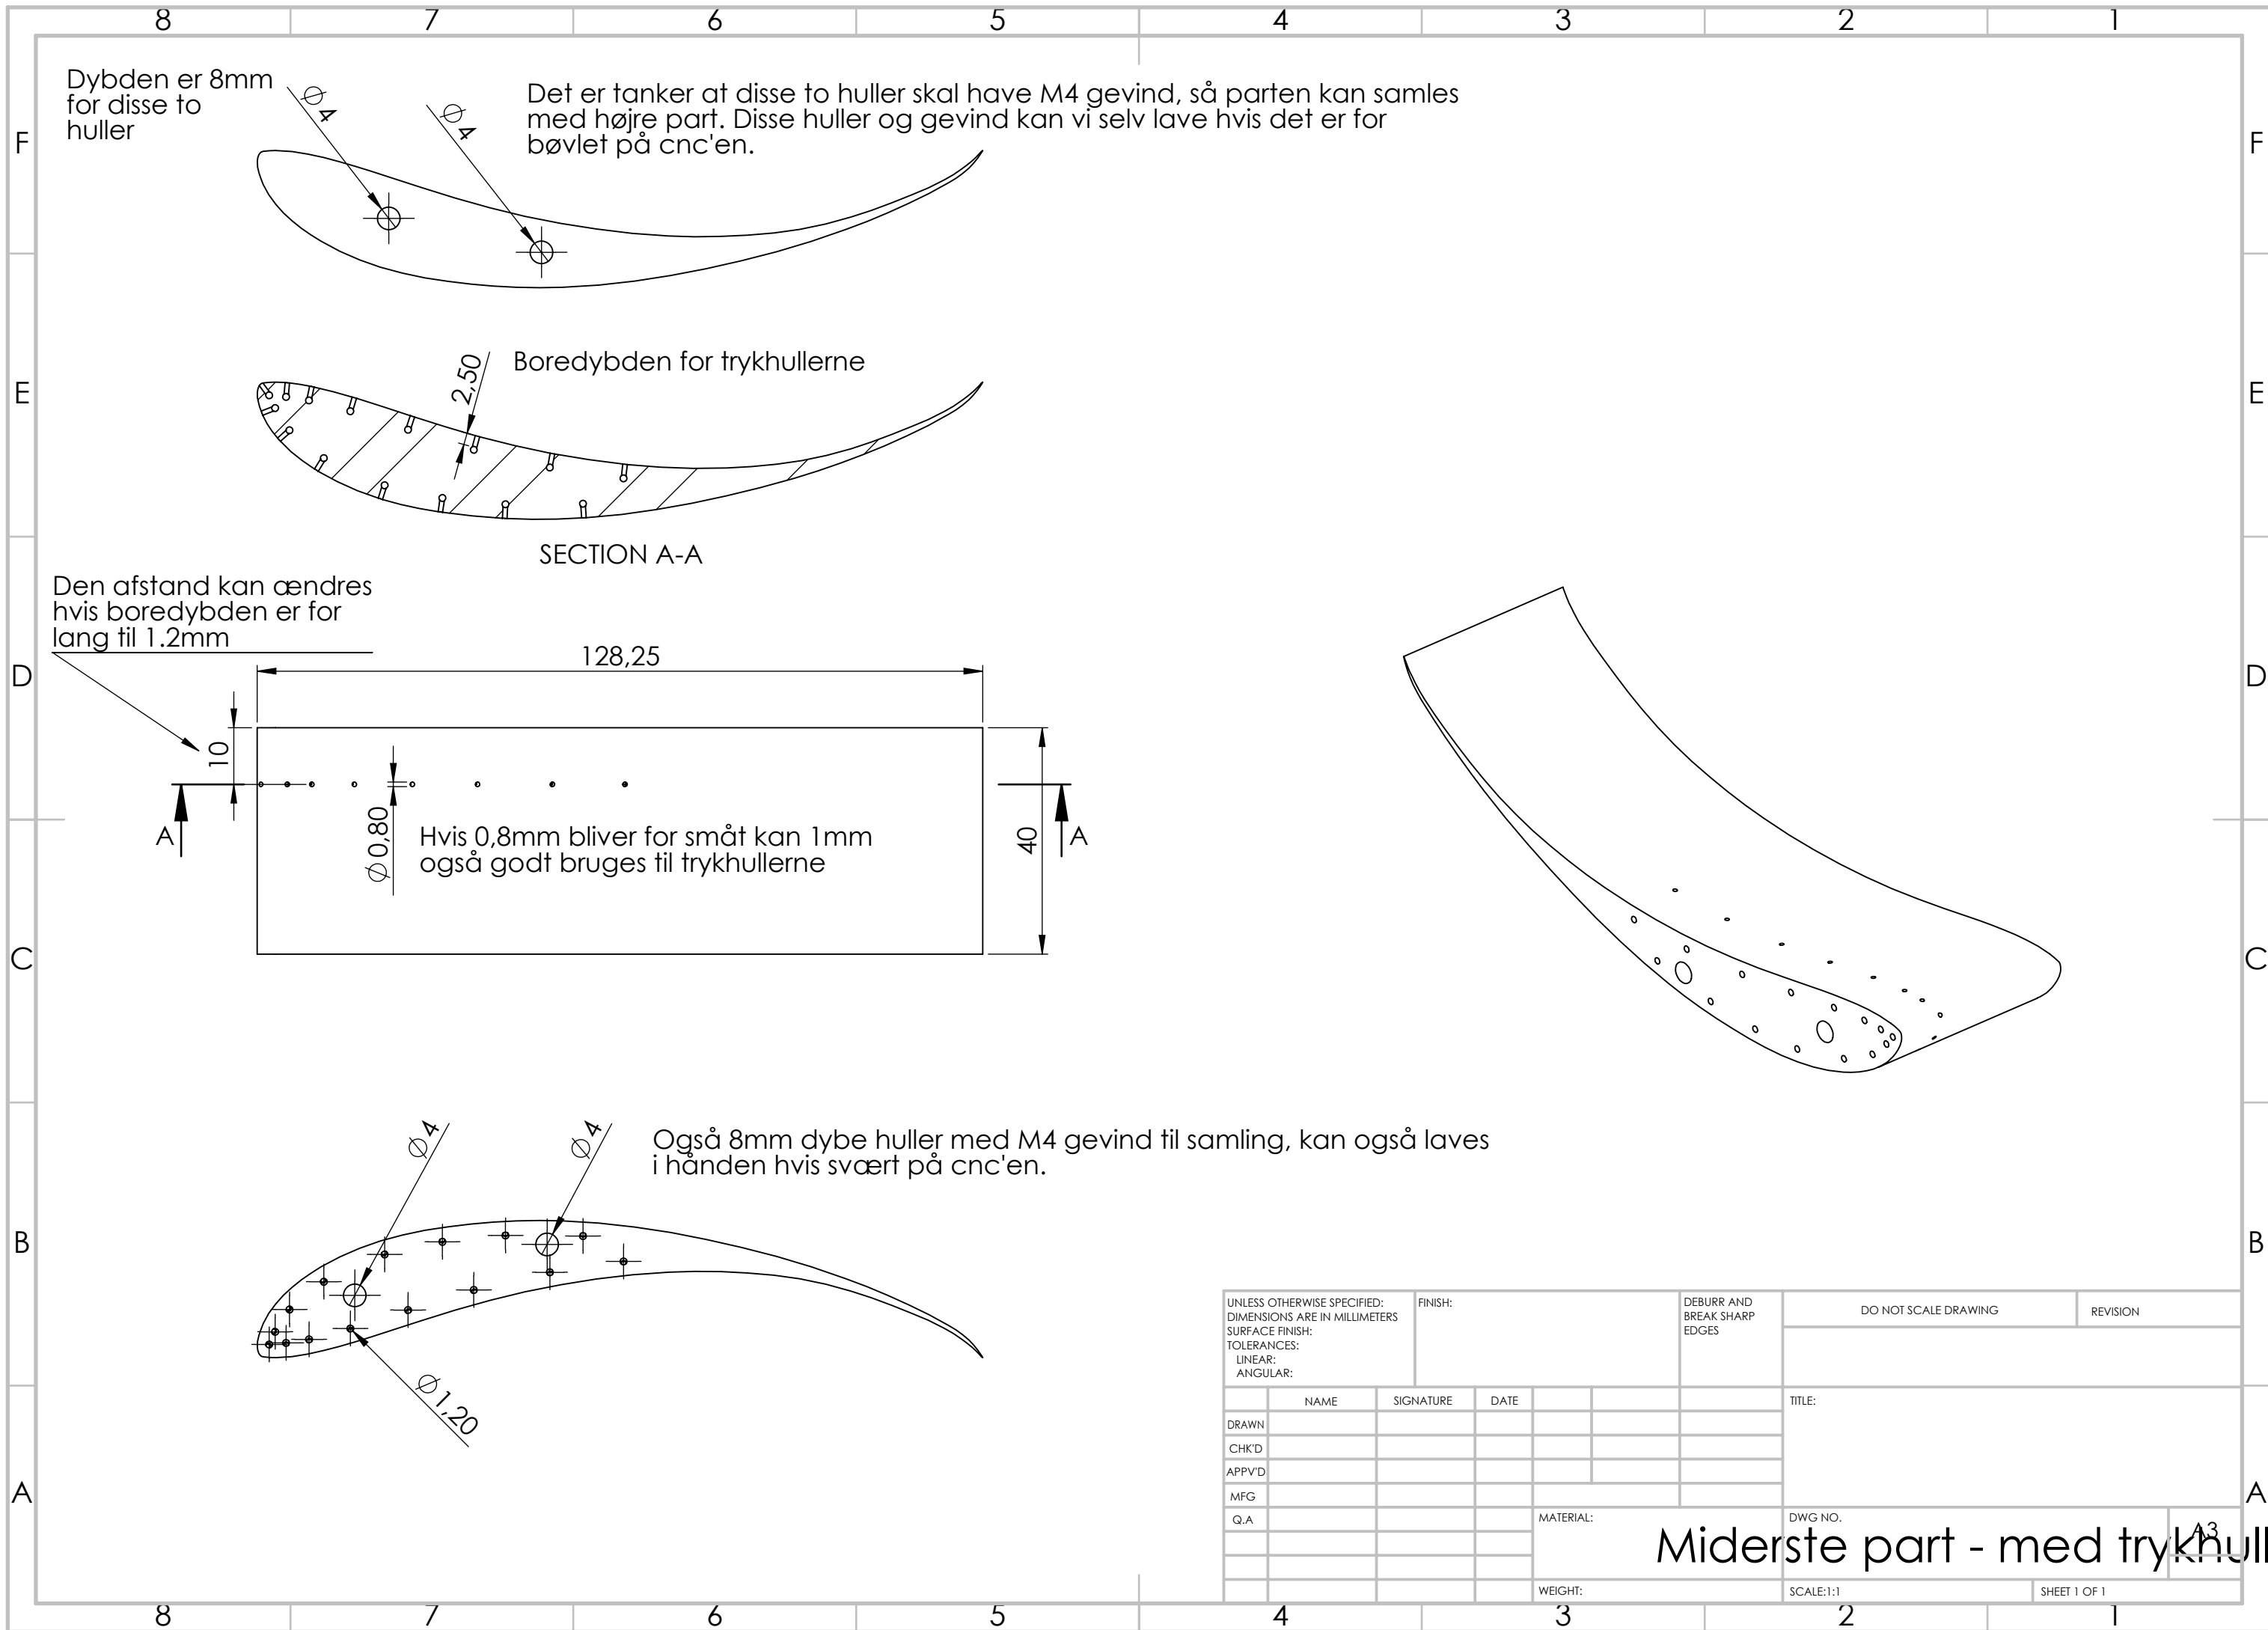 8 7 6 5 4 3 2 1
Dybden er 8mm
for disse to
huller
∅4
∅4
Det er tanker at disse to huller skal have M4 gevind, så parten kan samles
med højre part. Disse huller og gevind kan vi selv lave hvis det er for
bøvlet på cnc'en.
F F
2,50
Boredybden for trykhullerne
E E
SECTION A-A
Den afstand kan ændres
hvis boredybden er for
lang til 1.2mm
128,25
D D
10
A A
∅0,80
Hvis 0,8mm bliver for småt kan 1mm
også godt bruges til trykhullerne
40
C C
∅4
∅4
Også 8mm dybe huller med M4 gevind til samling, kan også laves
i hånden hvis svært på cnc'en.
B B
∅1,20
UNLESS OTHERWISE SPECIFIED:
DIMENSIONS ARE IN MILLIMETERS
SURFACE FINISH:
TOLERANCES:
LINEAR:
ANGULAR:
FINISH:
DEBURR AND
BREAK SHARP
EDGES
DO NOT SCALE DRAWING
REVISION
NAME SIGNATURE DATE
TITLE:
DRAWN
CHK'D
APPV'D
MFG
Q.A
MATERIAL:
DWG NO.
Miderste part - med trykhull
A3
WEIGHT:
SCALE:1:1
SHEET 1 OF 1
A A
8 7 6 5 4 3 2 1